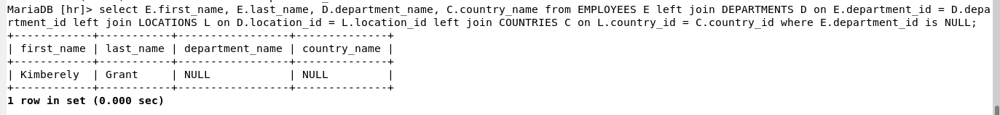 MariaDB [hr]> select E.first_name, E.last_name, D.department_name, C.country_name from EMPLOYEES E left join DEPARTMENTS D on E.department_id = D.depa
rtment_id left join LOCATIONS L on D.location_id = L.location_id left join COUNTRIES C on L.country_id = C.country_id where E.department_id is NULL;
+------------+-----------+-----------------+--------------+
| first_name | last_name | department_name | country_name |
+------------+-----------+-----------------+--------------+
| Kimberely  | Grant     | NULL            | NULL         |
+------------+-----------+-----------------+--------------+
1 row in set (0.000 sec)